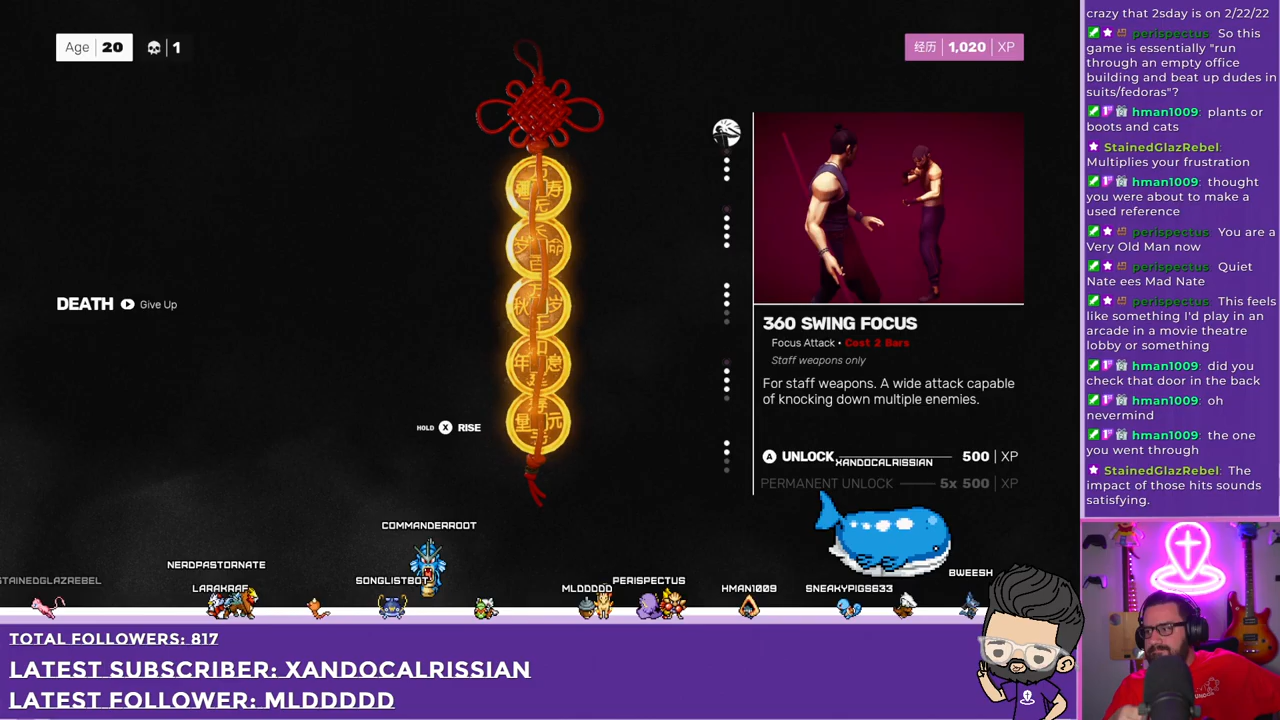 Age 20 1
经历 1,020 XP
DEATH Give Up
HOLD X RISE
360 SWING FOCUS
Focus Attack • Cost 2 Bars
Staff weapons only
For staff weapons. A wide attack capable
of knocking down multiple enemies.
A UNLOCK 500 | XP
XANDOCALRISSIAN
PERMANENT UNLOCK 5x 500 | XP
crazy that 2sday is on 2/22/22
perispectus So this
game is essentially "run
through an empty office
building and beat up dudes in
suits/fedoras"?
hman1009: plants or
boots and cats
StainedGlazRebel:
Multiplies your frustration
hman1009: thought
you were about to make a
used reference
perispectus: You are a
Very Old Man now
perispectus: Quiet
Nate ees Mad Nate
perispectus: This feels
like something I'd play in an
arcade in a movie theatre
lobby or something
hman1009: did you
check that door in the back
hman1009: oh
nevermind
hman1009: the one
you went through
StainedGlazRebel: The
impact of those hits sounds
satisfying.
COMMANDERROOT
NERDPASTORNATE
STAINEDGLAZREBEL
LARAKRAF
SONGLISTBOT
MLDDDDD
PERISPECTUS
HMAN1009
SNEAKYPIGS633
BWEESH
TOTAL FOLLOWERS: 817
LATEST SUBSCRIBER: XANDOCALRISSIAN
LATEST FOLLOWER: MLDDDDD